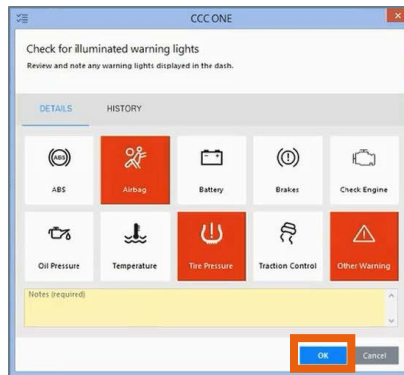 CCC ONE
Check for illuminated warning lights
Review and note any warning lights displayed in the dash.
DETAILS HISTORY
ABS
ABS Airbag Battery Brakes Check Engine
Oil Pressure Temperature Tire Pressure Traction Control Other Warning
Notes (required)
OK Cancel